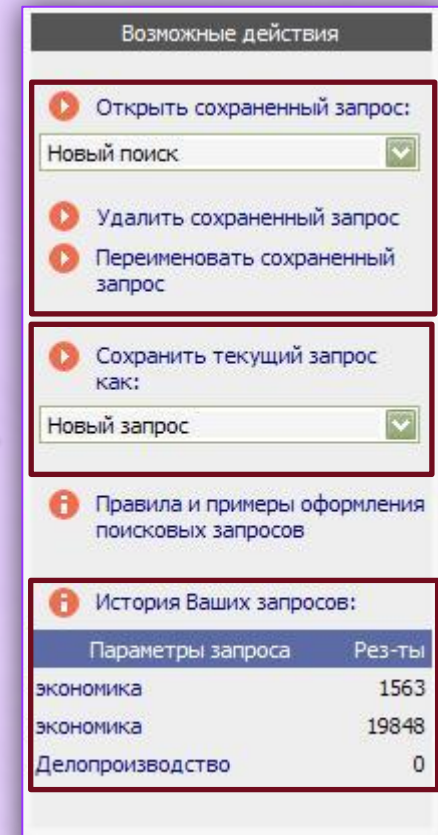 Возможные действия
Открыть сохраненный запрос:
Новый поиск
Удалить сохраненный запрос
Переименовать сохраненный
запрос
Сохранить текущий запрос
как:
Новый запрос
Правила и примеры оформления
поисковых запросов
История Ваших запросов:
Параметры запроса Рез-ты
экономика 1563
экономика 19848
Делопроизводство 0